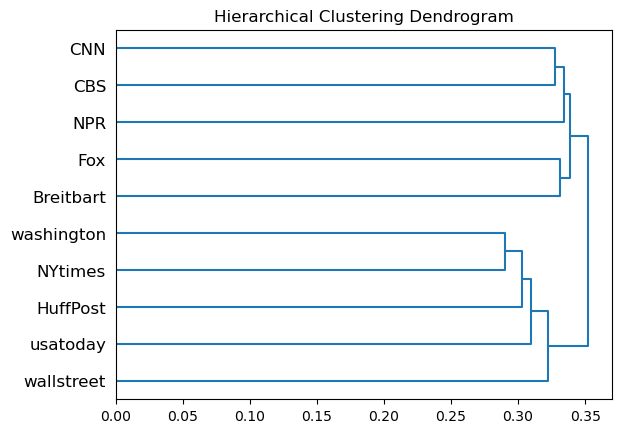 Hierarchical Clustering Dendrogram
CNN
CBS
NPR
Fox
Breitbart
washington
NYtimes
HuffPost
usatoday
wallstreet
0.00 0.05 0.10 0.15 0.20 0.25 0.30 0.35